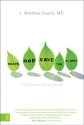 J. Matthew Sleeth, MD
SERVE GOD SAVE THE PLANET
A Christian Call to Action